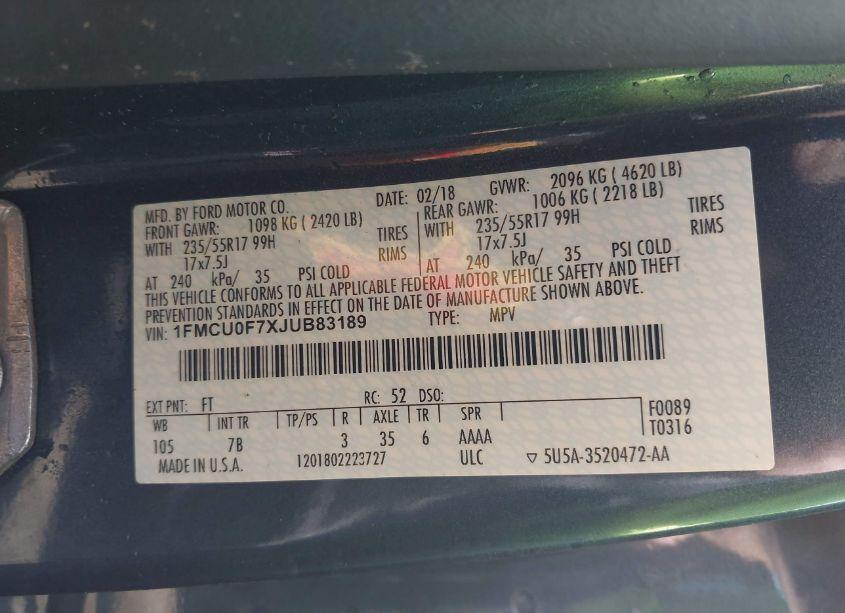 MFD. BY FORD MOTOR CO. DATE: 02/18 GVWR: 2096 KG ( 4620 LB)
FRONT GAWR: 1098 KG ( 2420 LB) REAR GAWR: 1006 KG ( 2218 LB)
WITH 235/55R17 99H TIRES WITH 235/55R17 99H TIRES
17x7.5J RIMS 17x7.5J RIMS
AT 240 kPa/ 35 PSI COLD AT 240 kPa/ 35 PSI COLD
THIS VEHICLE CONFORMS TO ALL APPLICABLE FEDERAL MOTOR VEHICLE SAFETY AND THEFT
PREVENTION STANDARDS IN EFFECT ON THE DATE OF MANUFACTURE SHOWN ABOVE.
VIN: 1FMCU0F7XJUB83189 TYPE: MPV
EXT PNT: FT RC: 52 DSO:
WB INT TR TP/PS R AXLE TR SPR F0089
105 7B 3 35 6 AAAA T0316
MADE IN U.S.A. 1201802223727 ULC ▽ 5U5A-3520472-AA